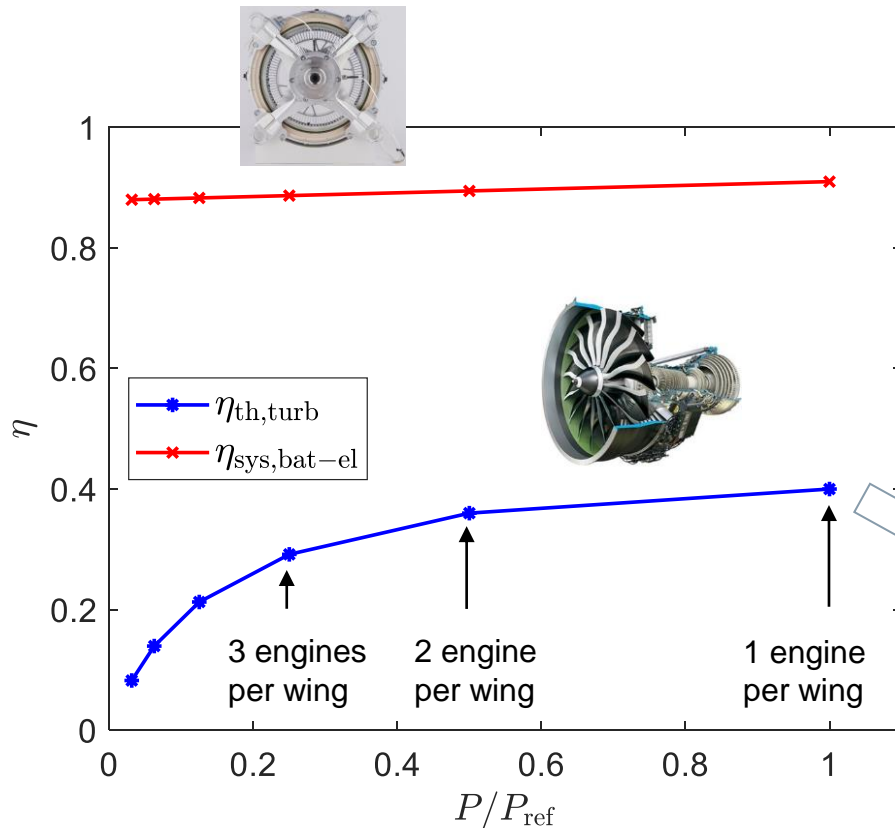 1
0.8
0.6
0.4
0.2
0
η
η_th,turb
η_sys,bat−el
3 engines
per wing
2 engine
per wing
1 engine
per wing
0
0.2
0.4
0.6
0.8
1
P/P_ref